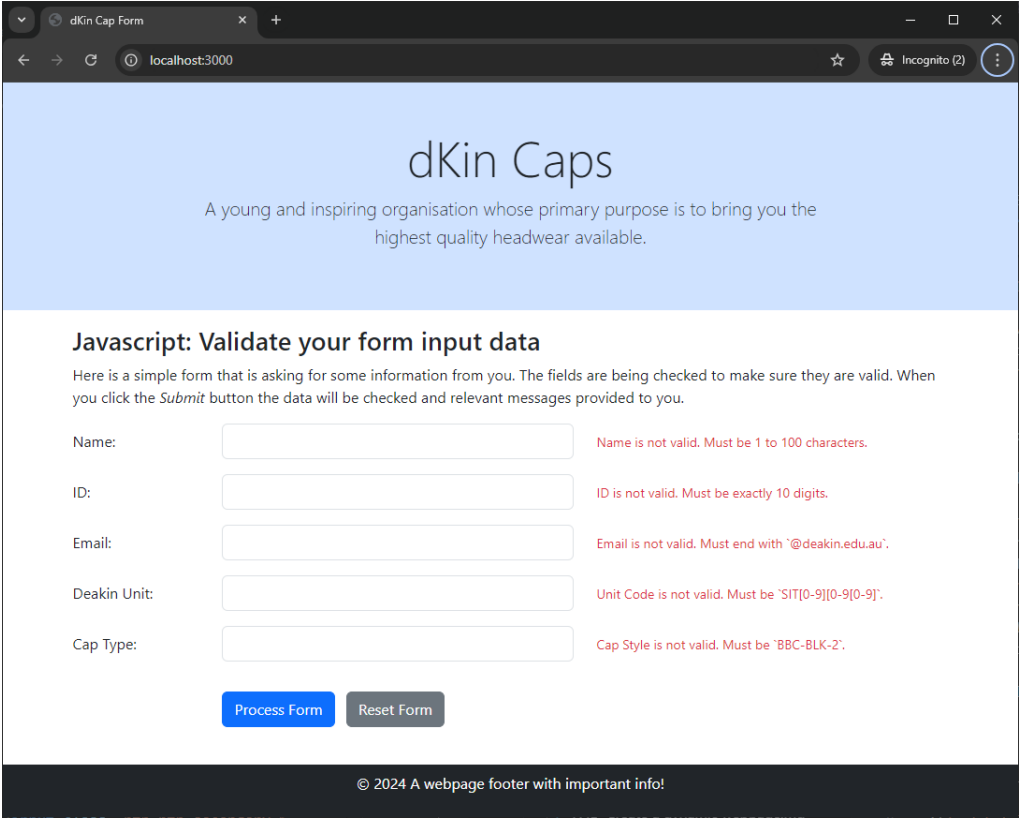 dKin Cap Form
localhost:3000
Incognito (2)
dKin Caps
A young and inspiring organisation whose primary purpose is to bring you the
highest quality headwear available.
Javascript: Validate your form input data
Here is a simple form that is asking for some information from you. The fields are being checked to make sure they are valid. When
you click the Submit button the data will be checked and relevant messages provided to you.
Name:
Name is not valid. Must be 1 to 100 characters.
ID:
ID is not valid. Must be exactly 10 digits.
Email:
Email is not valid. Must end with `@deakin.edu.au`.
Deakin Unit:
Unit Code is not valid. Must be `SIT[0-9][0-9[0-9]`.
Cap Type:
Cap Style is not valid. Must be `BBC-BLK-2`.
Process Form
Reset Form
© 2024 A webpage footer with important info!